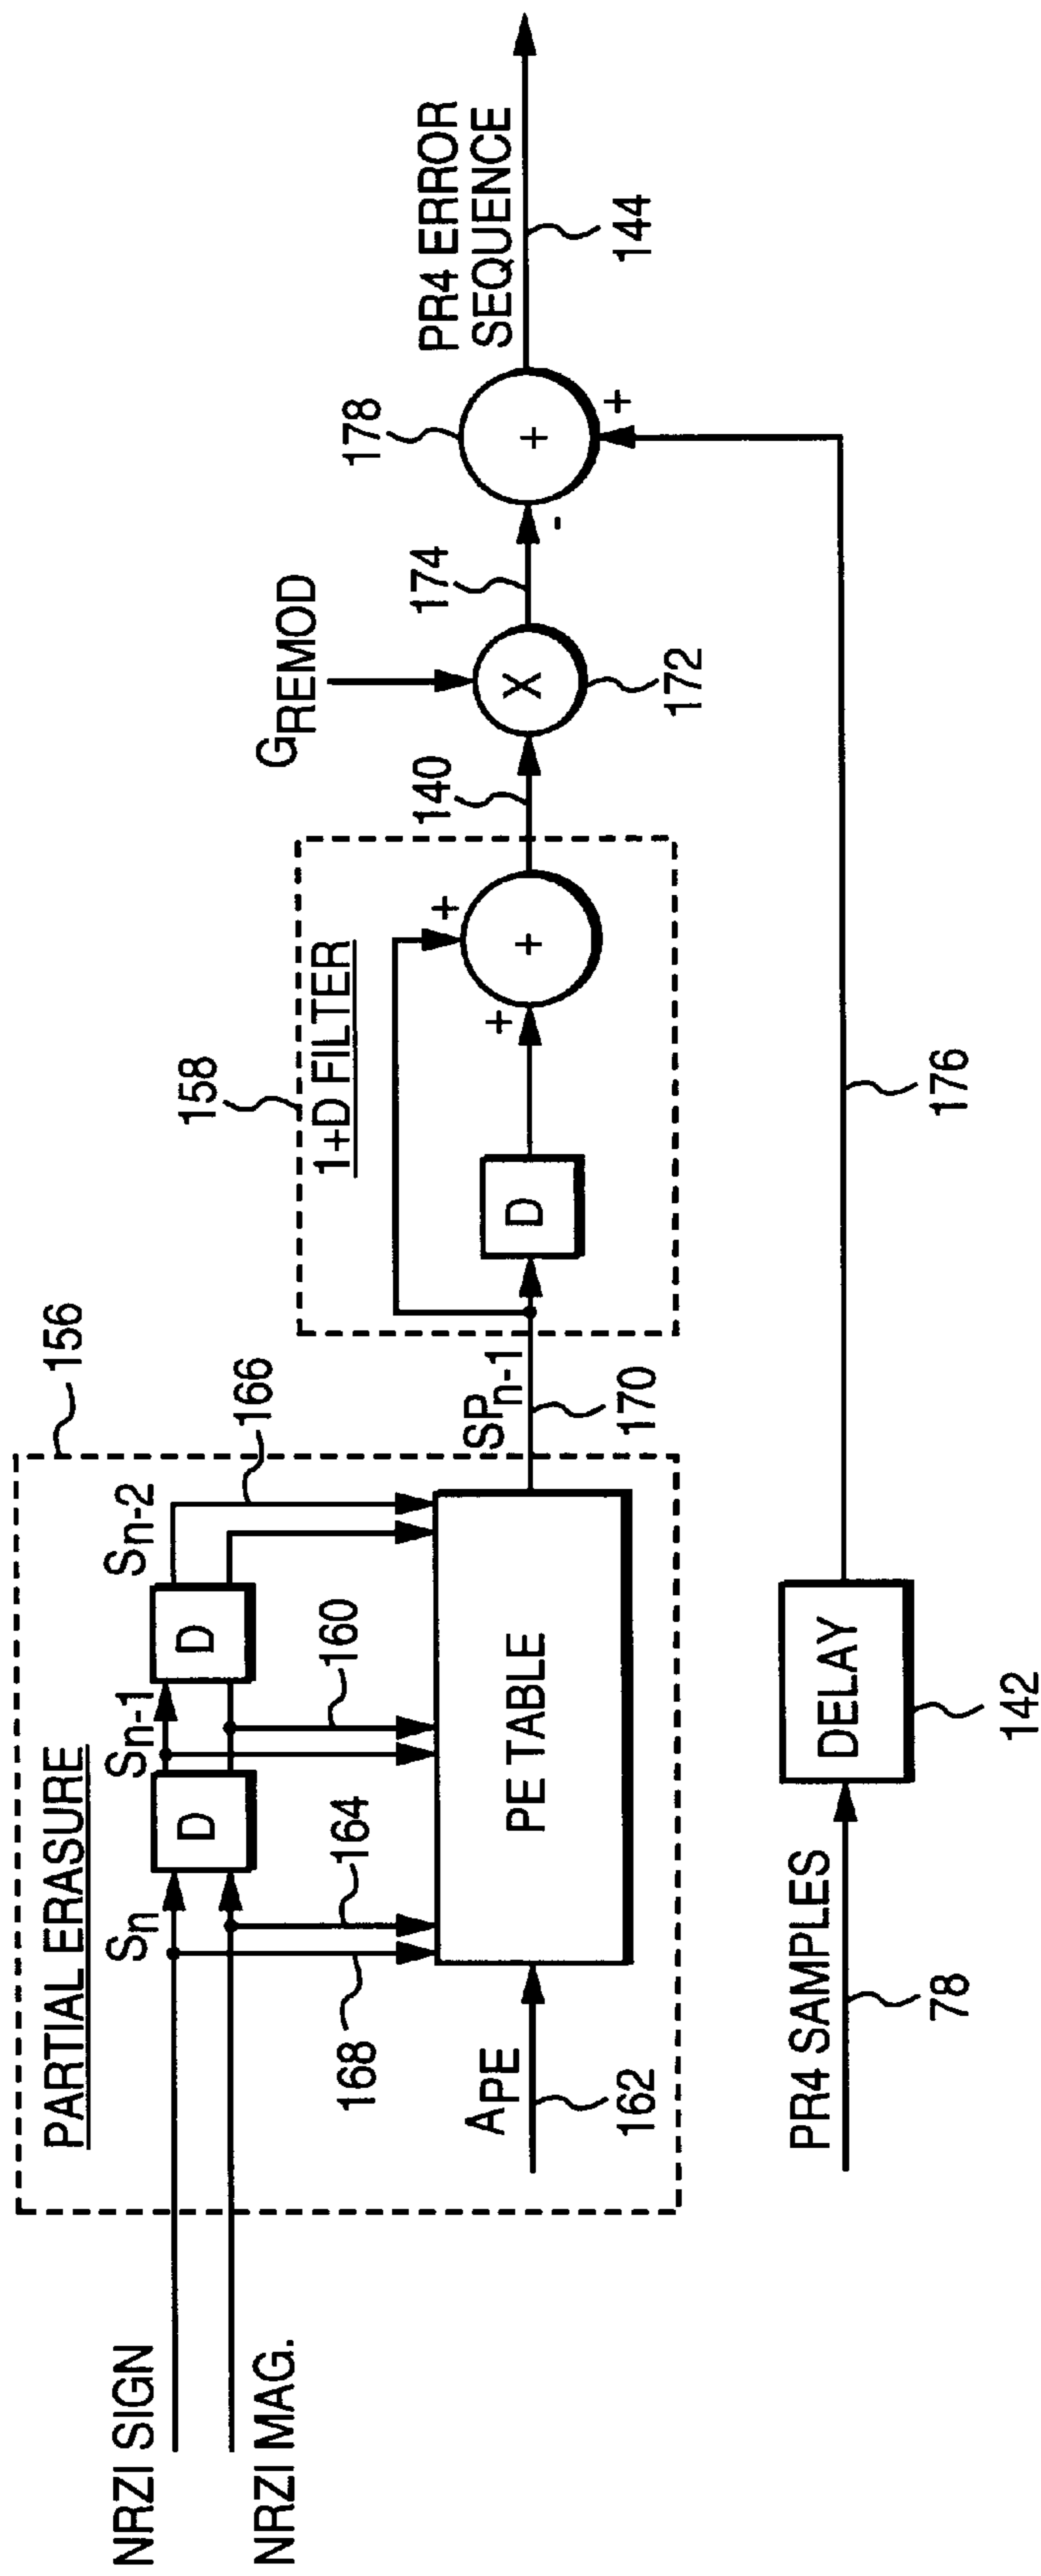 NRZI SIGN
NRZI MAG.
PARTIAL ERASURE
156
Sn
Sn-1
Sn-2
D
D
168
164
160
166
APE
162
PE TABLE
SPn-1
170
158
1+D FILTER
D
+
+
+
140
GREMOD
X
172
174
178
+
-
+
PR4 ERROR
SEQUENCE
144
PR4 SAMPLES
78
DELAY
142
176